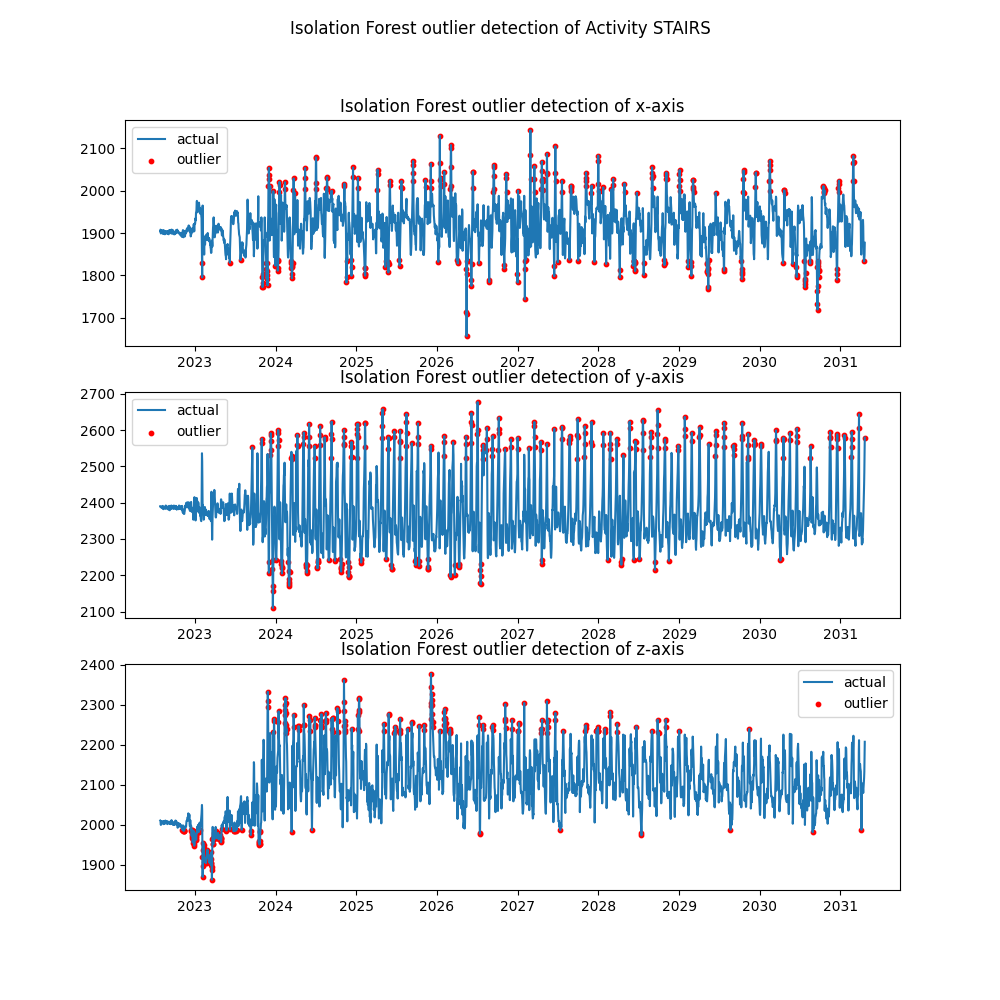 Isolation Forest outlier detection of Activity STAIRS
Isolation Forest outlier detection of x-axis
actual
outlier
2100
2000
1900
1800
1700
2023 2024 2025 2026 2027 2028 2029 2030 2031
Isolation Forest outlier detection of y-axis
actual
outlier
2700
2600
2500
2400
2300
2200
2100
2023 2024 2025 2026 2027 2028 2029 2030 2031
Isolation Forest outlier detection of z-axis
actual
outlier
2400
2300
2200
2100
2000
1900
2023 2024 2025 2026 2027 2028 2029 2030 2031